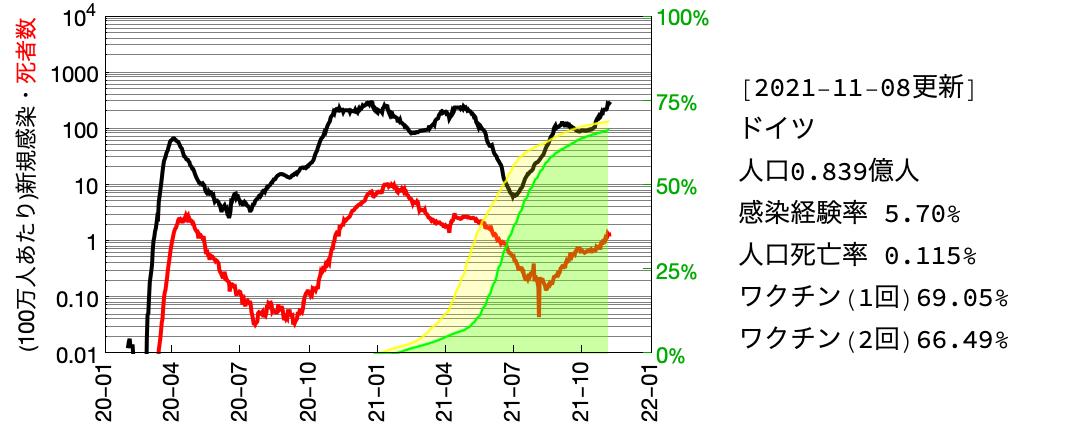 (100万人あたり)新規感染・死者数
10⁴
1000
100
10
1
0.10
0.01
100%
75%
50%
25%
0%
20-01
20-04
20-07
20-10
21-01
21-04
21-07
21-10
22-01
[2021-11-08更新]
ドイツ
人口0.839億人
感染経験率 5.70%
人口死亡率 0.115%
ワクチン(1回)69.05%
ワクチン(2回)66.49%